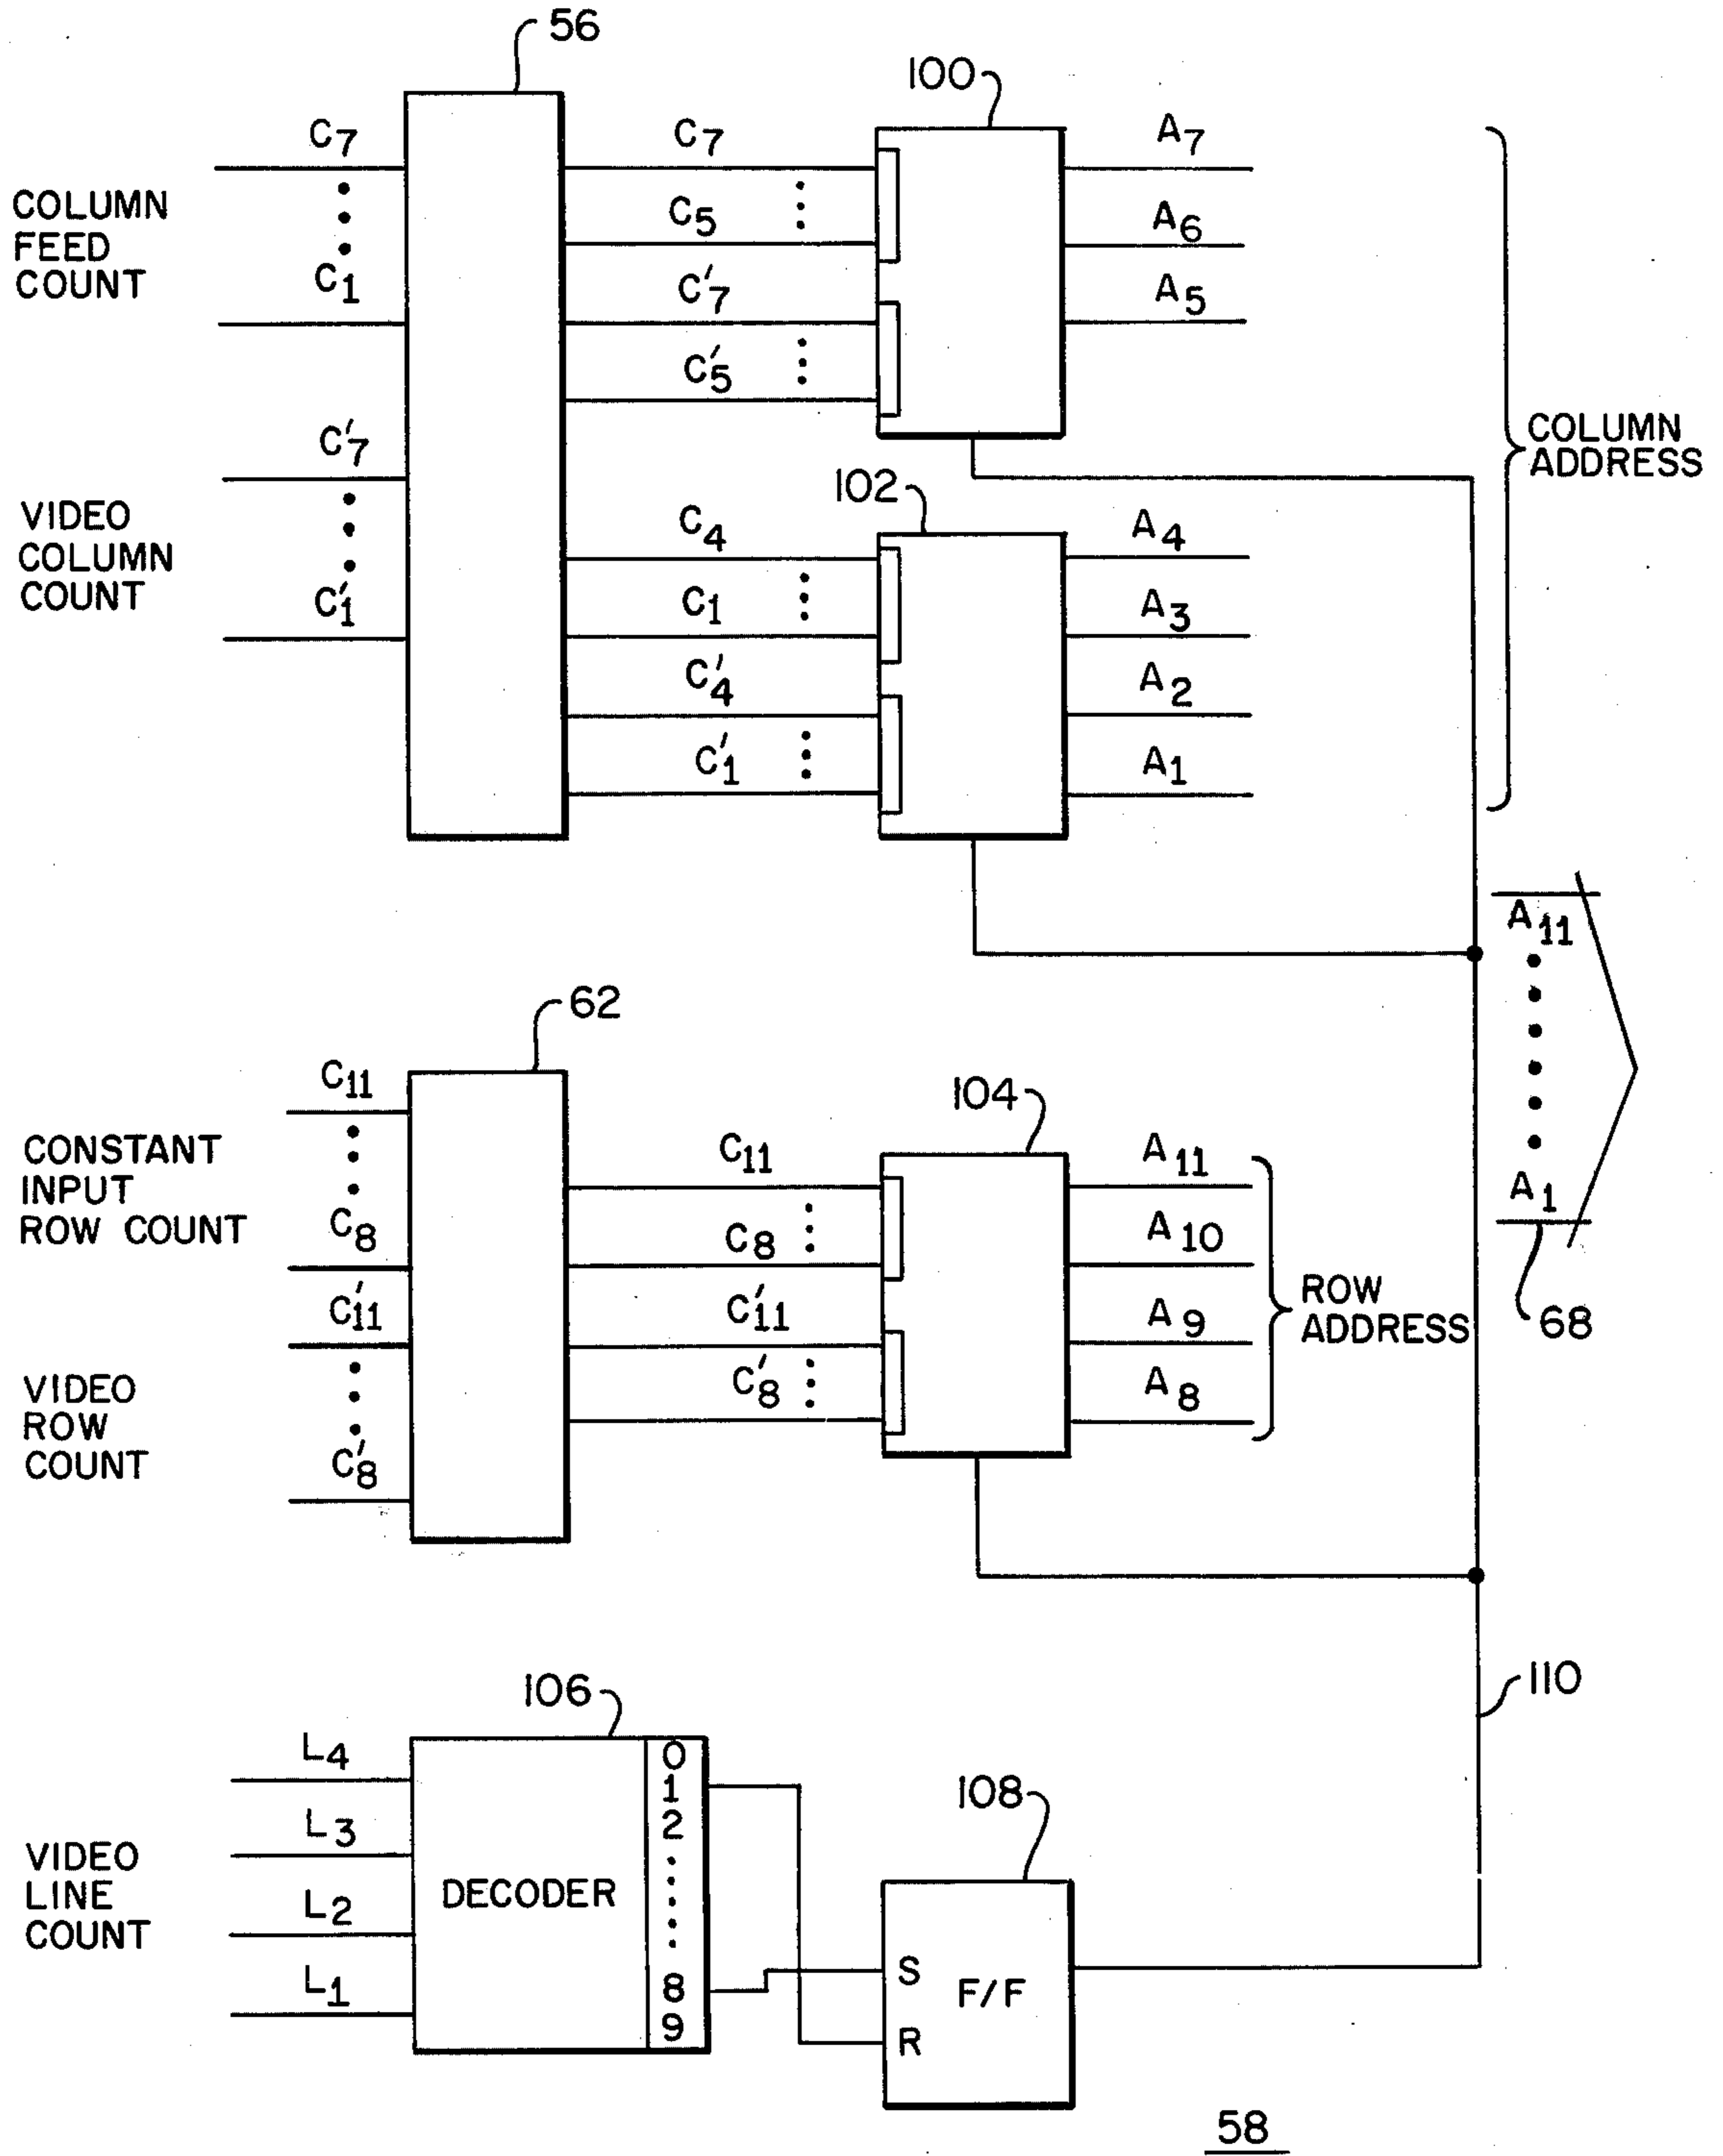 56
100
C7
C1
COLUMN
FEED
COUNT
C'7
C'1
VIDEO
COLUMN
COUNT
C7
C5
C'7
C'5
A7
A6
A5
102
C4
C1
C'4
C'1
A4
A3
A2
A1
COLUMN
ADDRESS
A11
A1
68
62
C11
C8
CONSTANT
INPUT
ROW COUNT
C'11
C'8
VIDEO
ROW
COUNT
104
C11
C8
C'11
C'8
A11
A10
A9
A8
ROW
ADDRESS
110
106
L4
L3
L2
L1
VIDEO
LINE
COUNT
DECODER
0
1
2
8
9
108
S
F/F
R
58